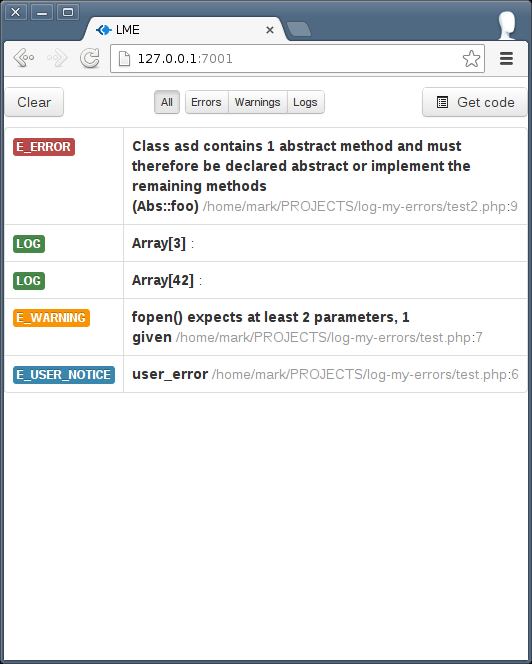 LME
127.0.0.1:7001
Clear All Errors Warnings Logs Get code
E_ERROR Class asd contains 1 abstract method and must
therefore be declared abstract or implement the
remaining methods
(Abs::foo) /home/mark/PROJECTS/log-my-errors/test2.php:9
LOG Array[3] :
LOG Array[42] :
E_WARNING fopen() expects at least 2 parameters, 1
given /home/mark/PROJECTS/log-my-errors/test.php:7
E_USER_NOTICE user_error /home/mark/PROJECTS/log-my-errors/test.php:6